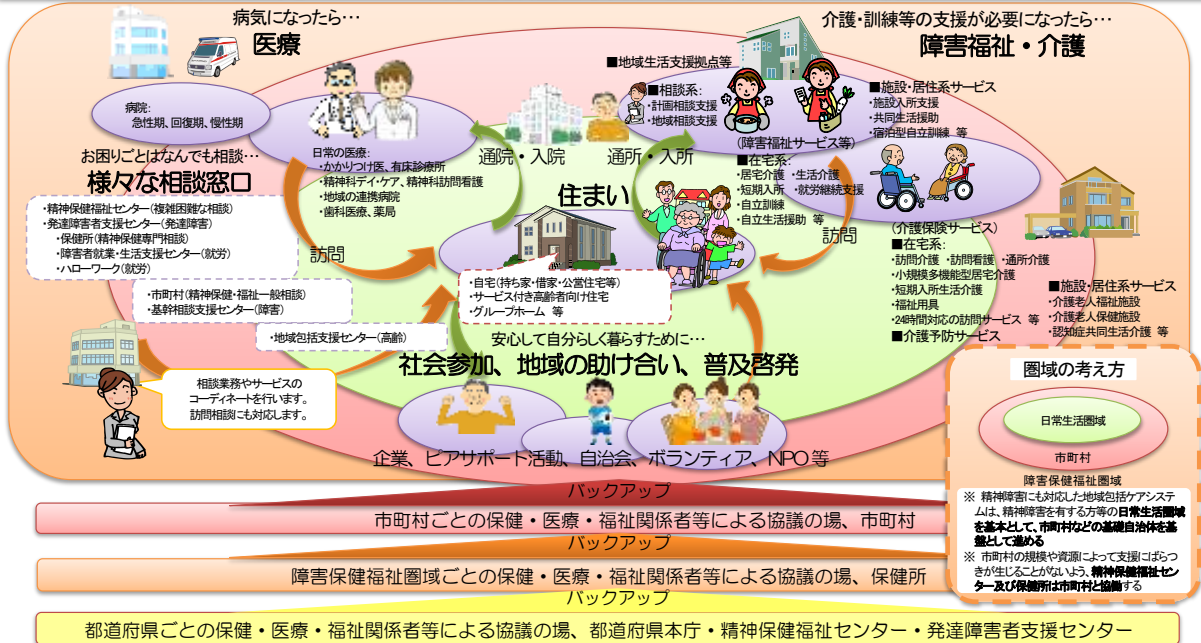 病気になったら…
医療
病院:
急性期、回復期、慢性期
日常の医療:
・かかりつけ医、有床診療所
・精神科デイ・ケア、精神科訪問看護
・地域の連携病院
・歯科医療、薬局
通院・入院
通所・入所
介護・訓練等の支援が必要になったら…
障害福祉・介護
■地域生活支援拠点等
■相談系:
・計画相談支援
・地域相談支援
(障害福祉サービス等)
■施設・居住系サービス
・施設入所支援
・共同生活援助
・宿泊型自立訓練 等
■在宅系:
・居宅介護 ・生活介護
・短期入所 ・就労継続支援
・自立訓練
・自立生活援助 等
訪問
(介護保険サービス)
■在宅系:
・訪問介護 ・訪問看護 ・通所介護
・小規模多機能型居宅介護
・短期入所生活介護
・福祉用具
・24時間対応の訪問サービス 等
■介護予防サービス
■施設・居住系サービス
・介護老人福祉施設
・介護老人保健施設
・認知症共同生活介護 等
お困りごとはなんでも相談…
様々な相談窓口
・精神保健福祉センター(複雑困難な相談)
・発達障害者支援センター(発達障害)
・保健所(精神保健専門相談)
・障害者就業・生活支援センター(就労)
・ハローワーク(就労)
訪問
・市町村(精神保健・福祉一般相談)
・基幹相談支援センター(障害)
・地域包括支援センター(高齢)
相談業務やサービスの
コーディネートを行います。
訪問相談にも対応します。
住まい
・自宅(持ち家・借家・公営住宅等)
・サービス付き高齢者向け住宅
・グループホーム 等
安心して自分らしく暮らすために…
社会参加、地域の助け合い、普及啓発
企業、ピアサポート活動、自治会、ボランティア、NPO等
圏域の考え方
日常生活圏域
市町村
障害保健福祉圏域
※ 精神障害にも対応した地域包括ケアシステ
ムは、精神障害を有する方等の日常生活圏域
を基本として、市町村などの基礎自治体を基
盤として進める
※ 市町村の規模や資源によって支援にばらつ
きが生じることがないよう、精神保健福祉セン
ター及び保健所は市町村と協働する
バックアップ
市町村ごとの保健・医療・福祉関係者等による協議の場、市町村
バックアップ
障害保健福祉圏域ごとの保健・医療・福祉関係者等による協議の場、保健所
バックアップ
都道府県ごとの保健・医療・福祉関係者等による協議の場、都道府県本庁・精神保健福祉センター・発達障害者支援センター